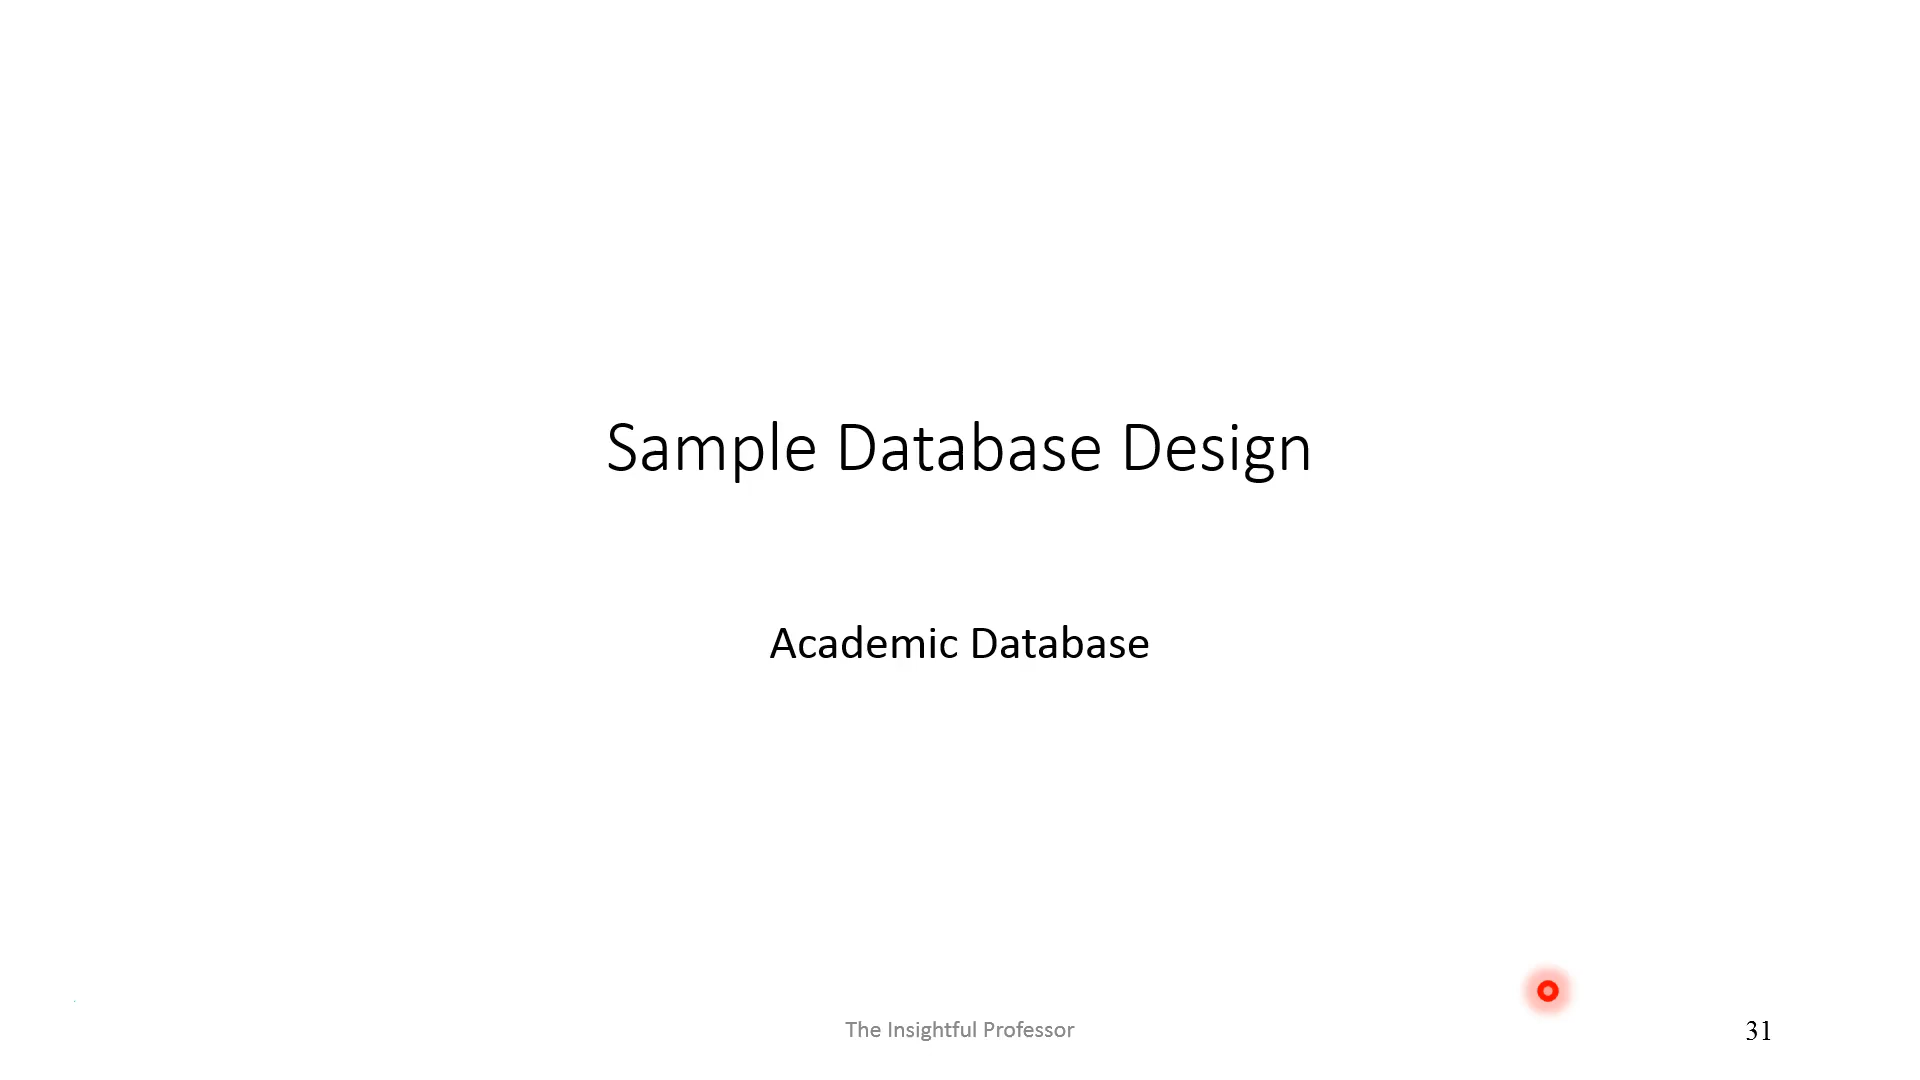 Sample Database Design
Academic Database
The Insightful Professor
31